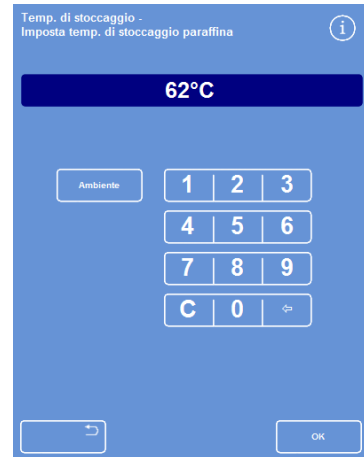 Temp. di stoccaggio -
Imposta temp. di stoccaggio paraffina
i
62°C
Ambiente
1 2 3
4 5 6
7 8 9
C 0 ⇦
OK